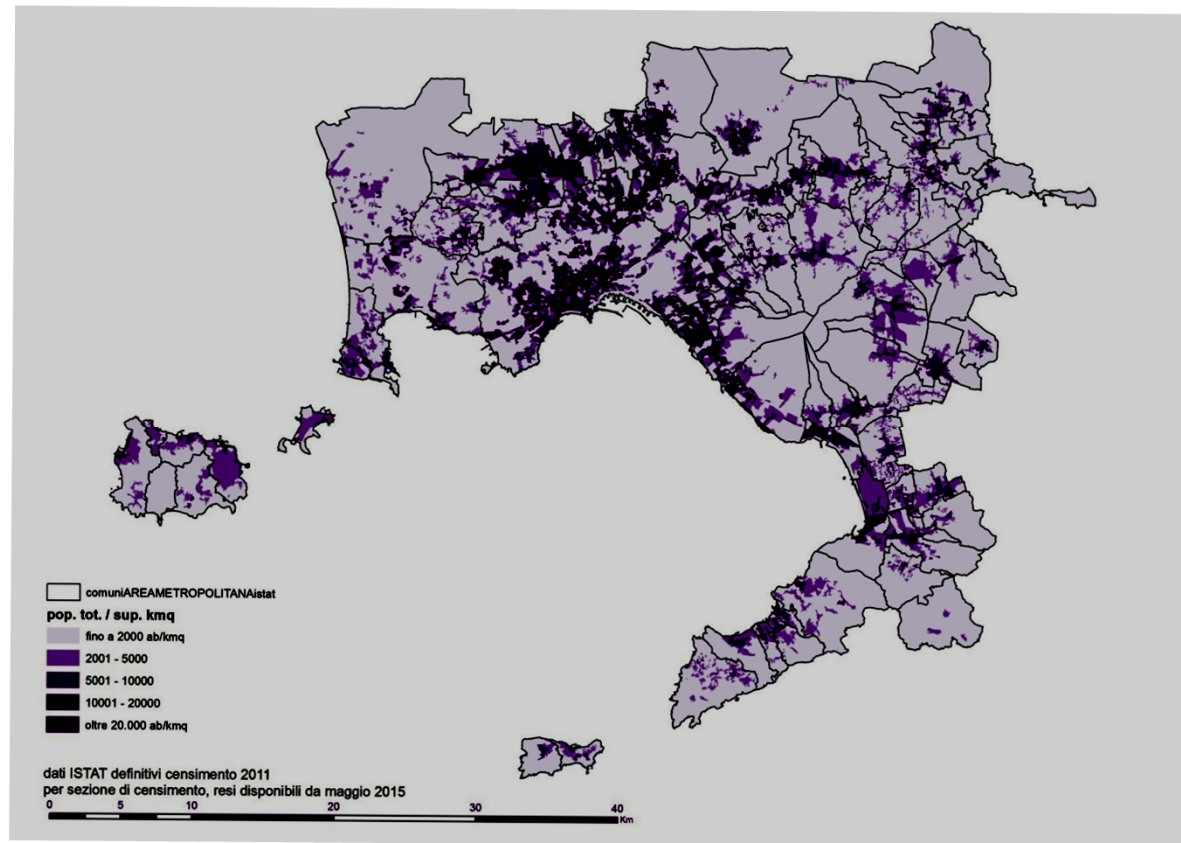 comuniAREAMETROPOLITANAistat
pop. tot. / sup. kmq
fino a 2000 ab/kmq
2001 - 5000
5001 - 10000
10001 - 20000
oltre 20.000 ab/kmq
dati ISTAT definitivi censimento 2011
per sezione di censimento, resi disponibili da maggio 2015
0 5 10 20 30 40
Km